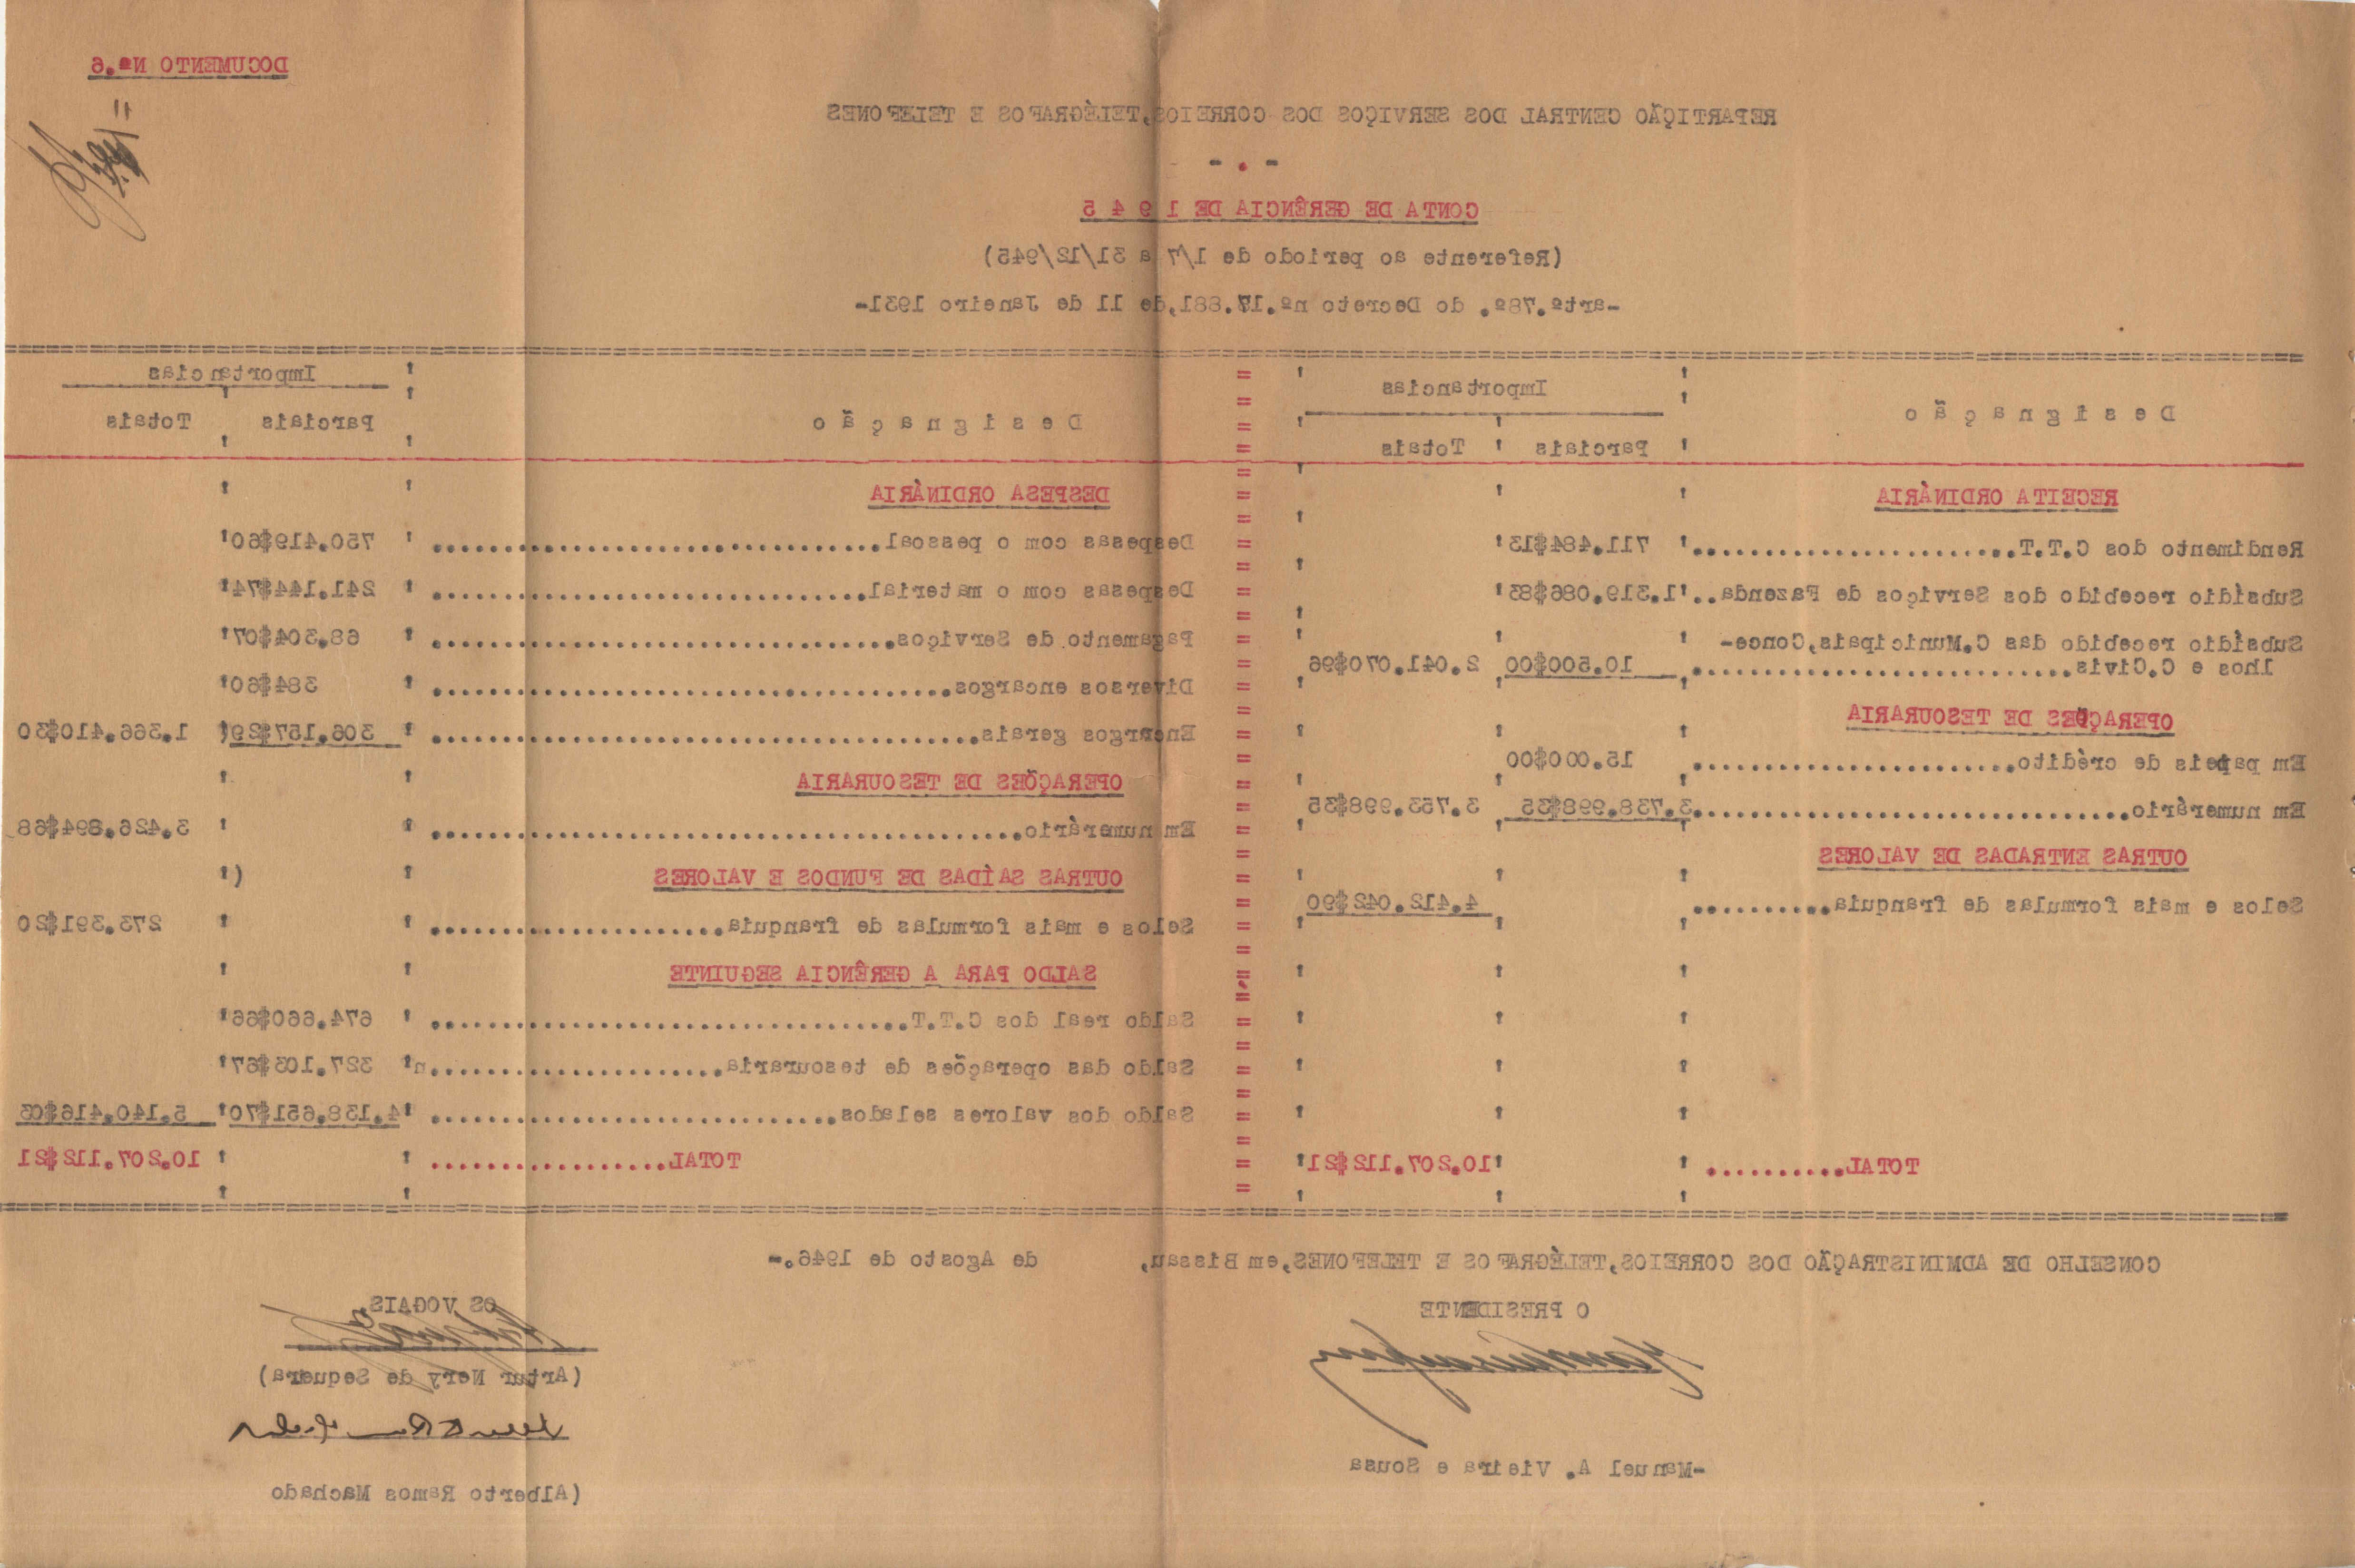 DOCUMENTO Nº.6
REPARTIÇÃO CENTRAL DOS SERVIÇOS DOS CORREIOS,TELÉGRAFOS E TELEFONES
- . -
CONTA DE GERÊNCIA DE 1 9 4 5
(Referente ao periodo de 1/7 a 31/12/945)
-artº.78º. do Decreto nº.17.881,de 11 de Janeiro 1931-
Designação
Importancias
Parciais Totais
RECEITA ORDINÀRIA
Rendimento dos C.T.T........................ 711.484$13
Subsídio recebido dos Serviços de Fazenda.. 1.319.086$83
Subsídio recebido das C.Municipais,Conce-
lhos e C.Civis........................... 10.500$00 2.041.070$96
OPERAÇÕES DE TESOURARIA
Em papeis de crédito....................... 15.000$00
Em numerário............................... 3.738.998$35 3.753.998$35
OUTRAS ENTRADAS DE VALORES
Selos e mais formulas de franquia.......... 4.412.042$90
TOTAL.......... 10.207.112$21
Designação
Importancias
Parciais Totais
DESPESA ORDINÀRIA
Despesas com o pessoal................................ 750.419$60
Despesas com o material............................... 241.144$74
Pagamento de Serviços................................. 68.304$07
Diversos encargos..................................... 384$60
Encargos gerais....................................... 306.157$29 1.366.410$30
OPERAÇÕES DE TESOURARIA
Em numerário.......................................... 3.426.894$68
OUTRAS SAÍDAS DE FUNDOS E VALORES
Selos e mais formulas de franquia..................... 273.391$20
SALDO PARA A GERÊNCIA SEGUINTE
Saldo real dos C.T.T.................................. 674.660$66
Saldo das operações de tesouraria..................... 327.103$67
Saldo dos valores selados............................. 4.138.651$70 5.140.416$03
TOTAL................. 10.207.112$21
CONSELHO DE ADMINISTRAÇÃO DOS CORREIOS,TELÉGRAFOS E TELEFONES,em Bissau, de Agosto de 1946.-
O PRESIDENTE
-Manuel A. Vieira e Sousa
OS VOGAIS,
(Artur Nery de Sequera)
(Alberto Ramos Machado